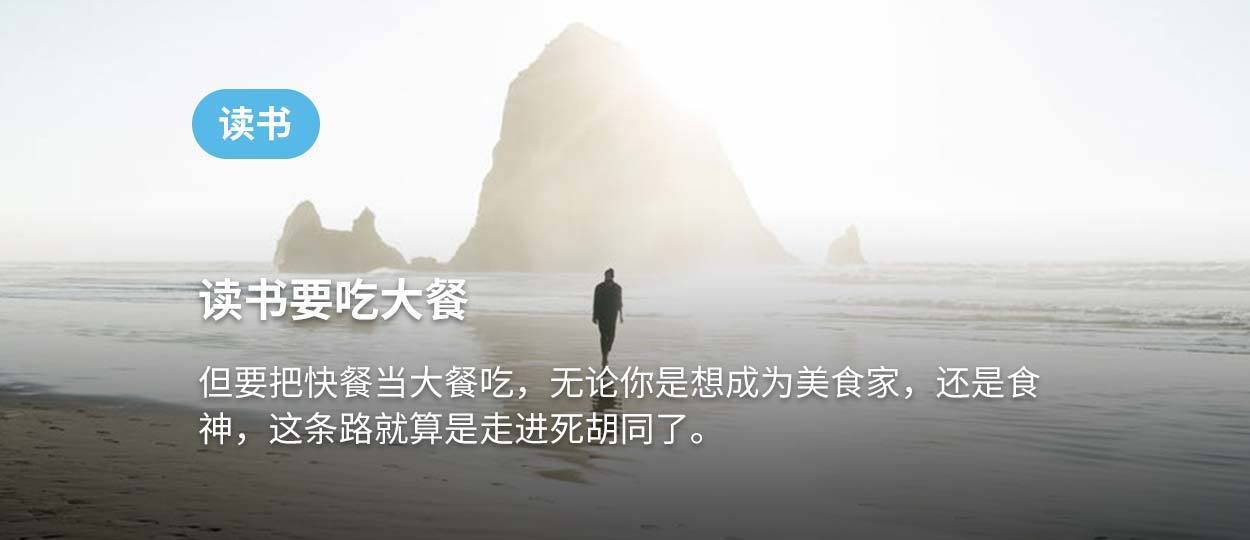 读书
读书要吃大餐
但要把快餐当大餐吃，无论你是想成为美食家，还是食
神，这条路就算是走进死胡同了。